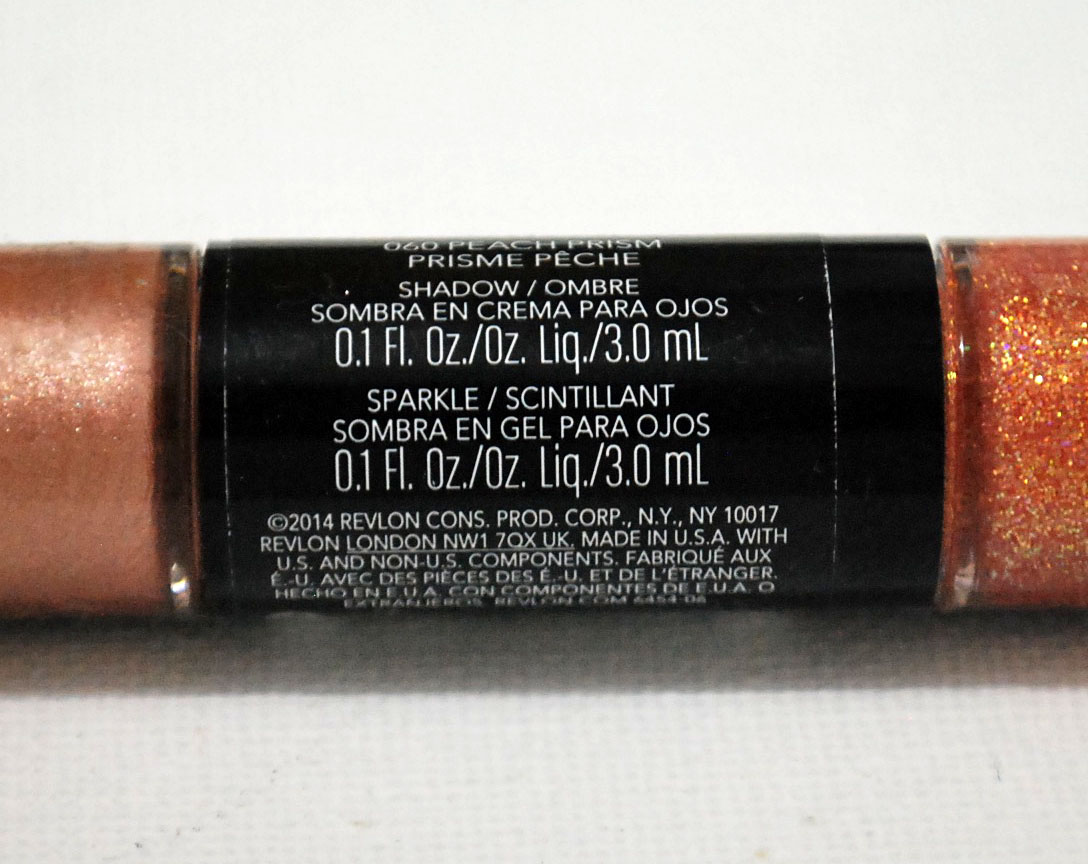 060 PEACH PRISM
PRISME PÊCHE
SHADOW / OMBRE
SOMBRA EN CREMA PARA OJOS
0.1 Fl. Oz./Oz. Liq./3.0 mL
SPARKLE / SCINTILLANT
SOMBRA EN GEL PARA OJOS
0.1 Fl. Oz./Oz. Liq./3.0 mL
©2014 REVLON CONS. PROD. CORP., N.Y., NY 10017
REVLON LONDON NW1 7QX UK. MADE IN U.S.A. WITH
U.S. AND NON-U.S. COMPONENTS. FABRIQUÉ AUX
É.-U. AVEC DES PIÈCES DES É.-U. ET DE L'ÉTRANGER.
HECHO EN E.U.A. CON COMPONENTES DE E.U.A. O
EXTRANJEROS. REVLON.COM 6454-06